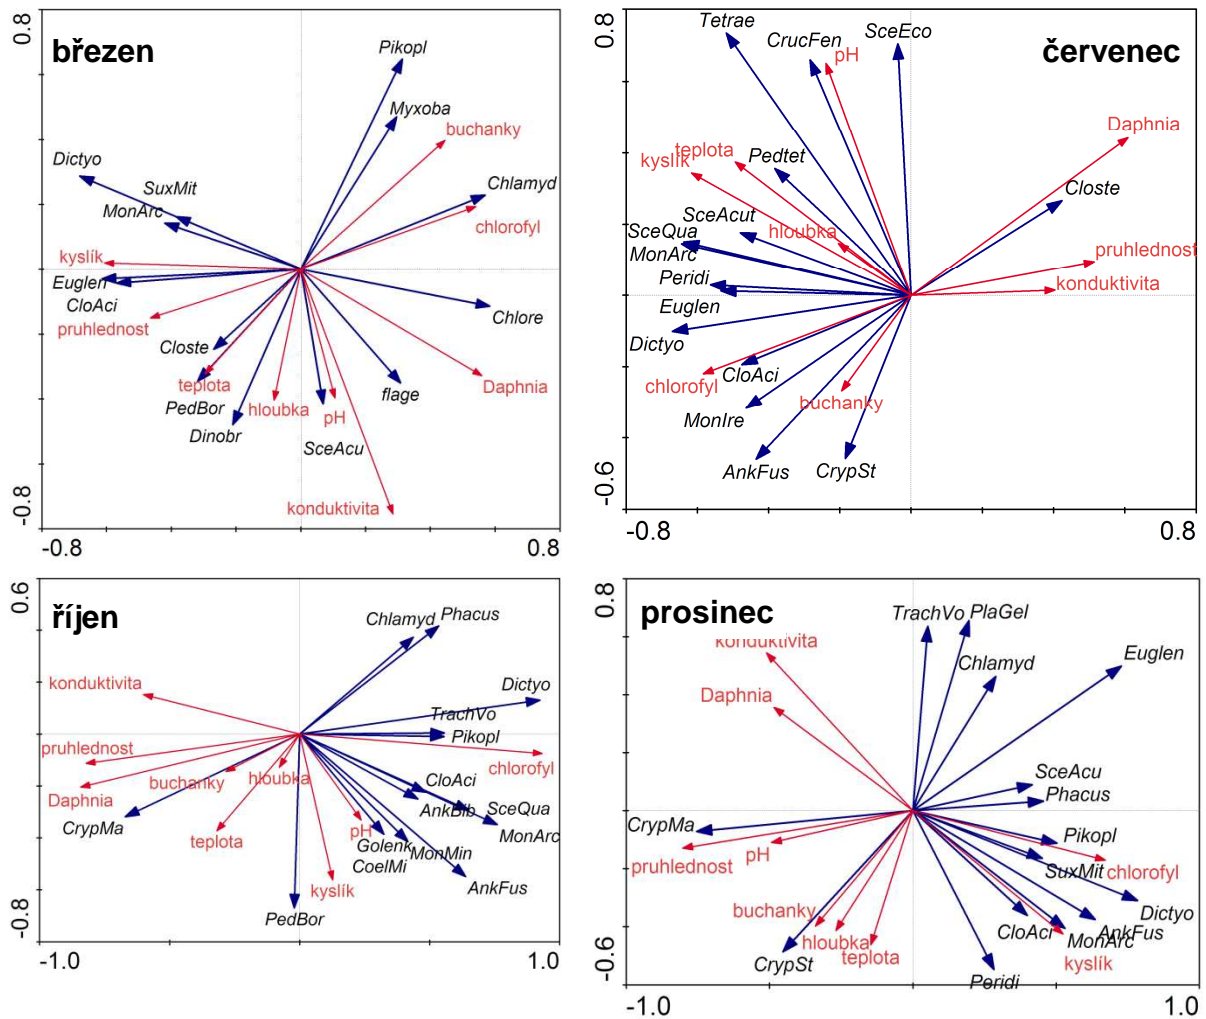 0.8
březen
Pikopl
Myxoba
buchanky
Dictyo
SuxMit
MonArc
Chlamyd
chlorofyl
kyslík
Euglen
CloAci
pruhlednost
Chlore
Closte
teplota
PedBor
Dinobr
hloubka
pH
SceAcu
flage
Daphnia
konduktivita
-0.8
-0.8
0.8
0.8
červenec
Tetrae
CrucFen
pH
SceEco
Daphnia
teplota
kyslík
Pedtet
Closte
SceAcut
SceQua
hloubka
MonArc
pruhlednost
Peridi
konduktivita
Euglen
Dictyo
CloAci
chlorofyl
buchanky
MonIre
AnkFus
CrypSt
-0.6
-0.8
0.8
0.6
říjen
Chlamyd
Phacus
konduktivita
Dictyo
TrachVo
Pikopl
pruhlednost
buchanky
hloubka
chlorofyl
Daphnia
CloAci
AnkBib
SceQua
CrypMa
teplota
pH
MonArc
Golenk
MonMin
CoelMi
kyslík
AnkFus
PedBor
-0.8
-1.0
1.0
0.8
prosinec
TrachVo
PlaGel
konduktivita
Chlamyd
Euglen
Daphnia
SceAcu
Phacus
CrypMa
pruhlednost
pH
Pikopl
SuxMit
chlorofyl
buchanky
Dictyo
hloubka
CloAci
AnkFus
MonArc
teplota
kyslík
CrypSt
Peridi
-0.6
-1.0
1.0